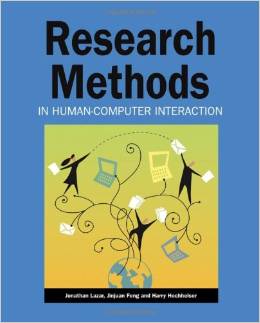 Research
Methods
IN HUMAN-COMPUTER INTERACTION
Jonathan Lazar, Jinjuan Feng and Harry Hochheiser